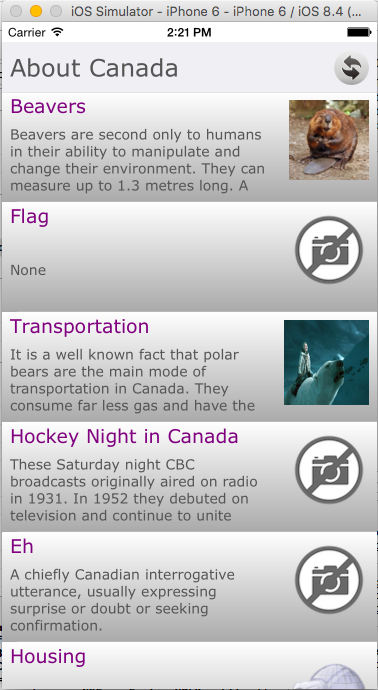 iOS Simulator - iPhone 6 - iPhone 6 / iOS 8.4 (...
Carrer
2:21 PM
About Canada
Beavers
Beavers are second only to humans
in their ability to manipulate and
change their environment. They can
measure up to 1.3 metres long. A
Flag
None
Transportation
It is a well known fact that polar
bears are the main mode of
transportation in Canada. They
consume far less gas and have the
Hockey Night in Canada
These Saturday night CBC
broadcasts originally aired on radio
in 1931. In 1952 they debuted on
television and continue to unite
Eh
A chiefly Canadian interrogative
utterance, usually expressing
surprise or doubt or seeking
confirmation.
Housing